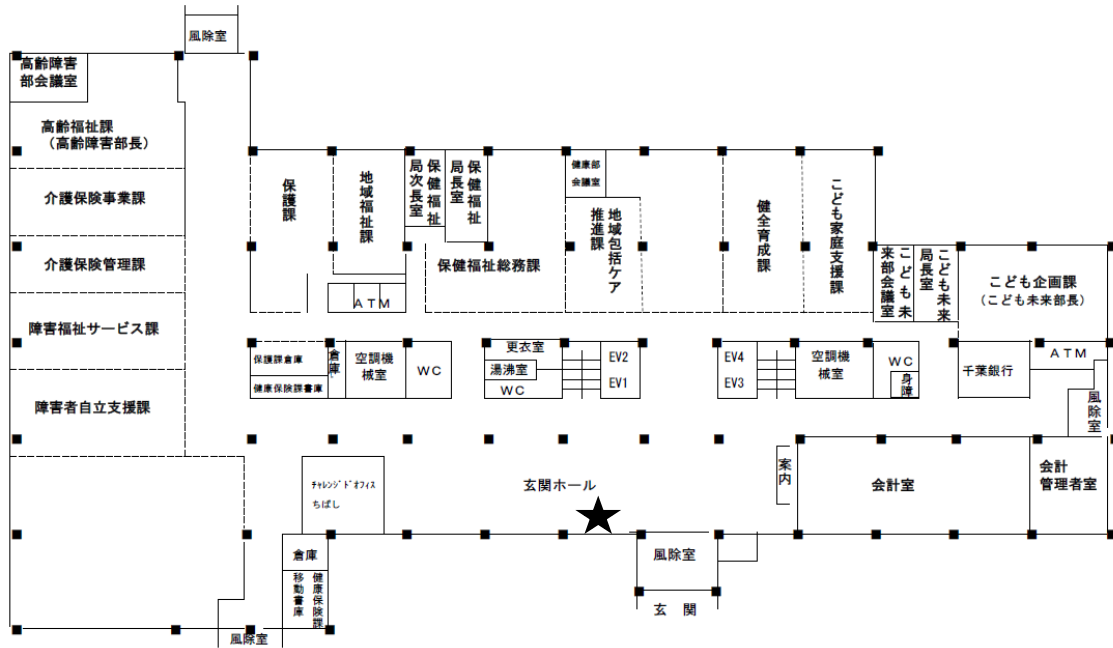 風除室
高齢障害
部会議室
高齢福祉課
（高齢障害部長）
介護保険事業課
介護保険管理課
障害福祉サービス課
障害者自立支援課
保護課
地域福祉課
保健福祉
局次長室
保健福祉
局長室
保健福祉総務課
健康部
会議室
地域包括ケア
推進課
健全育成課
こども家庭支援課
こども未
来部会議室
こども未来
局長室
こども企画課
（こども未来部長）
ATM
保護課倉庫
健康保険課書庫
倉庫
空調機
械室
WC
更衣室
湯沸室
WC
EV2
EV1
EV4
EV3
空調機
械室
WC
身障
千葉銀行
ATM
風除室
チャレンジドオフィス
ちばし
玄関ホール
案内
会計室
会計
管理者室
倉庫
健康保険課
移動書庫
風除室
風除室
玄　関